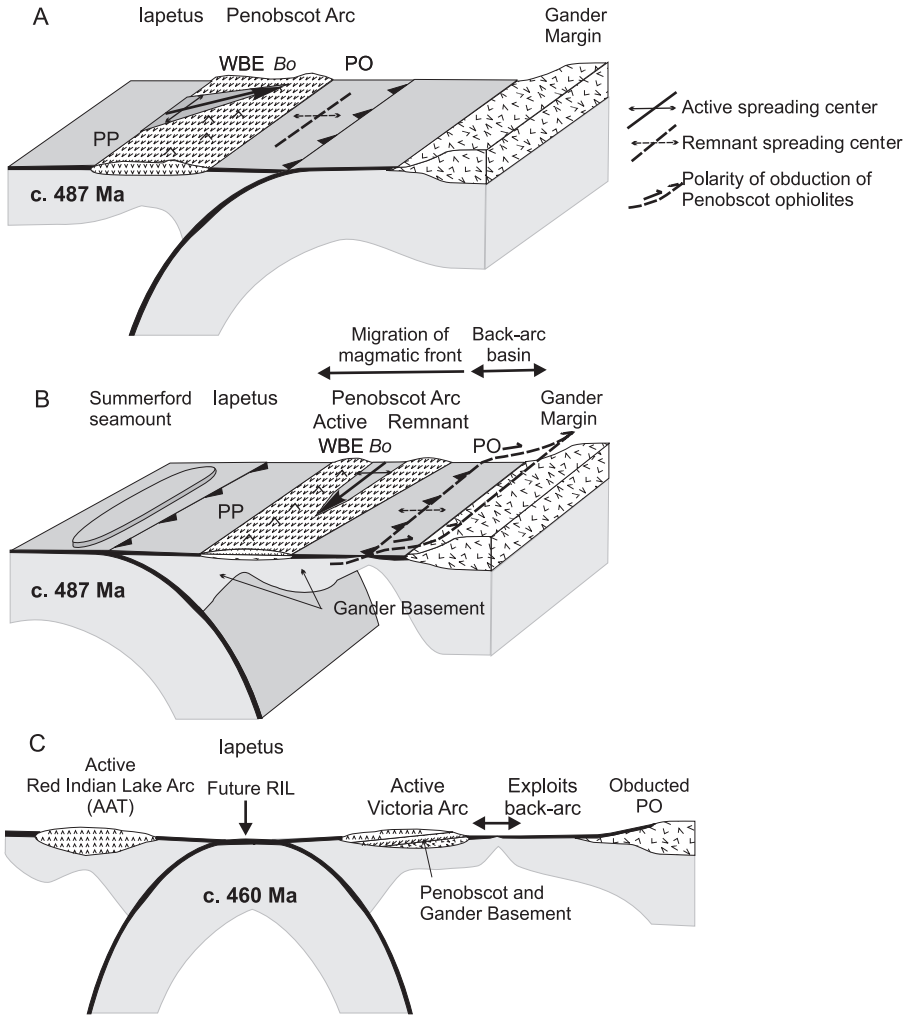 A
Iapetus
Penobscot Arc
Gander
Margin
WBE Bo
PO
PP
c. 487 Ma
Active spreading center
Remnant spreading center
Polarity of obduction of
Penobscot ophiolites
Migration of
magmatic front
Back-arc
basin
B
Summerford
seamount
Iapetus
Penobscot Arc
Active
Remnant
WBE Bo
PO
Gander
Margin
PP
c. 487 Ma
Gander Basement
C
Iapetus
Active
Red Indian Lake Arc
(AAT)
Future RIL
Active
Victoria Arc
Exploits
back-arc
Obducted
PO
c. 460 Ma
Penobscot and
Gander Basement